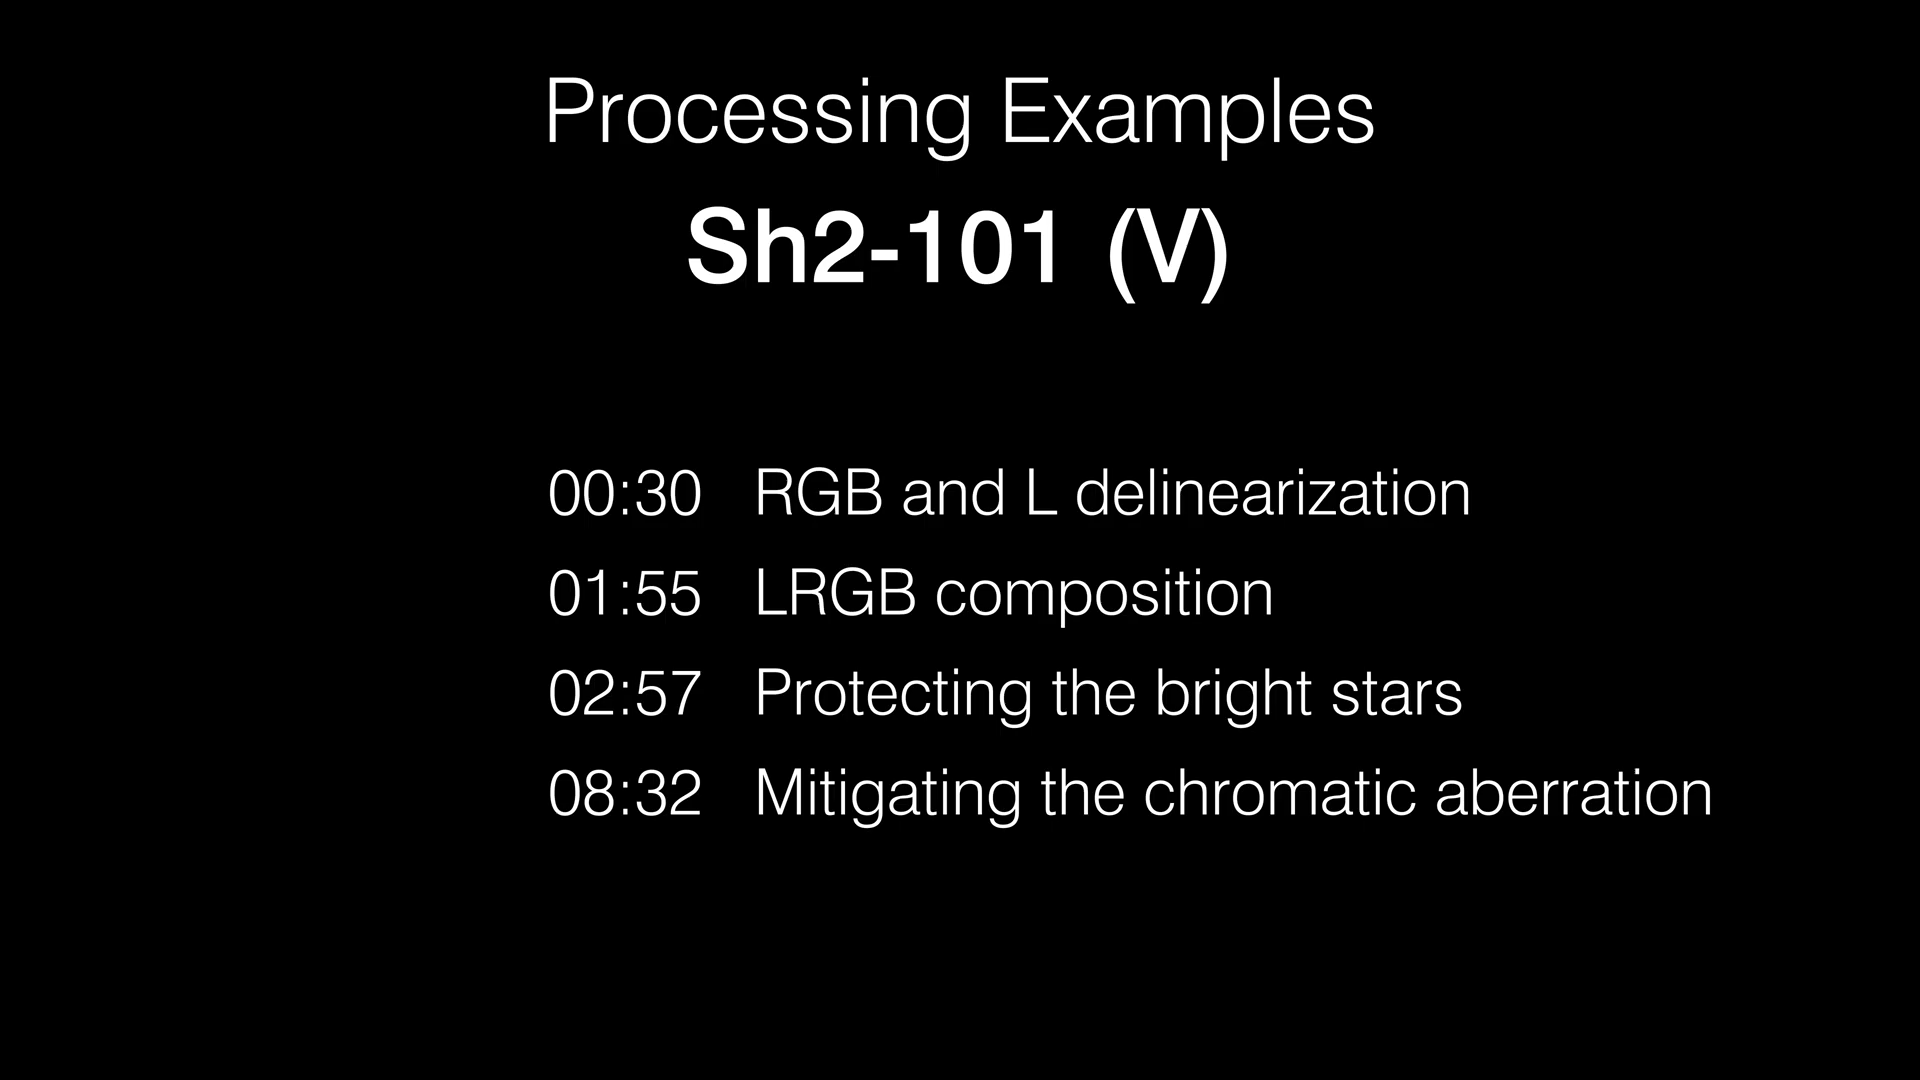 Processing Examples
Sh2-101 (V)
00:30 RGB and L delinearization
01:55 LRGB composition
02:57 Protecting the bright stars
08:32 Mitigating the chromatic aberration